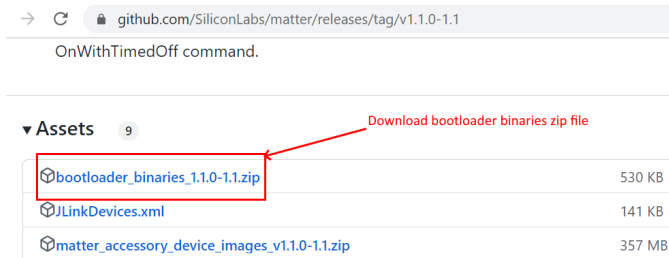 github.com/SiliconLabs/matter/releases/tag/v1.1.0-1.1
OnWithTimedOff command.
Assets 9
Download bootloader binaries zip file
bootloader_binaries_1.1.0-1.1.zip 530 KB
JLinkDevices.xml 141 KB
matter_accessory_device_images_v1.1.0-1.1.zip 357 MB